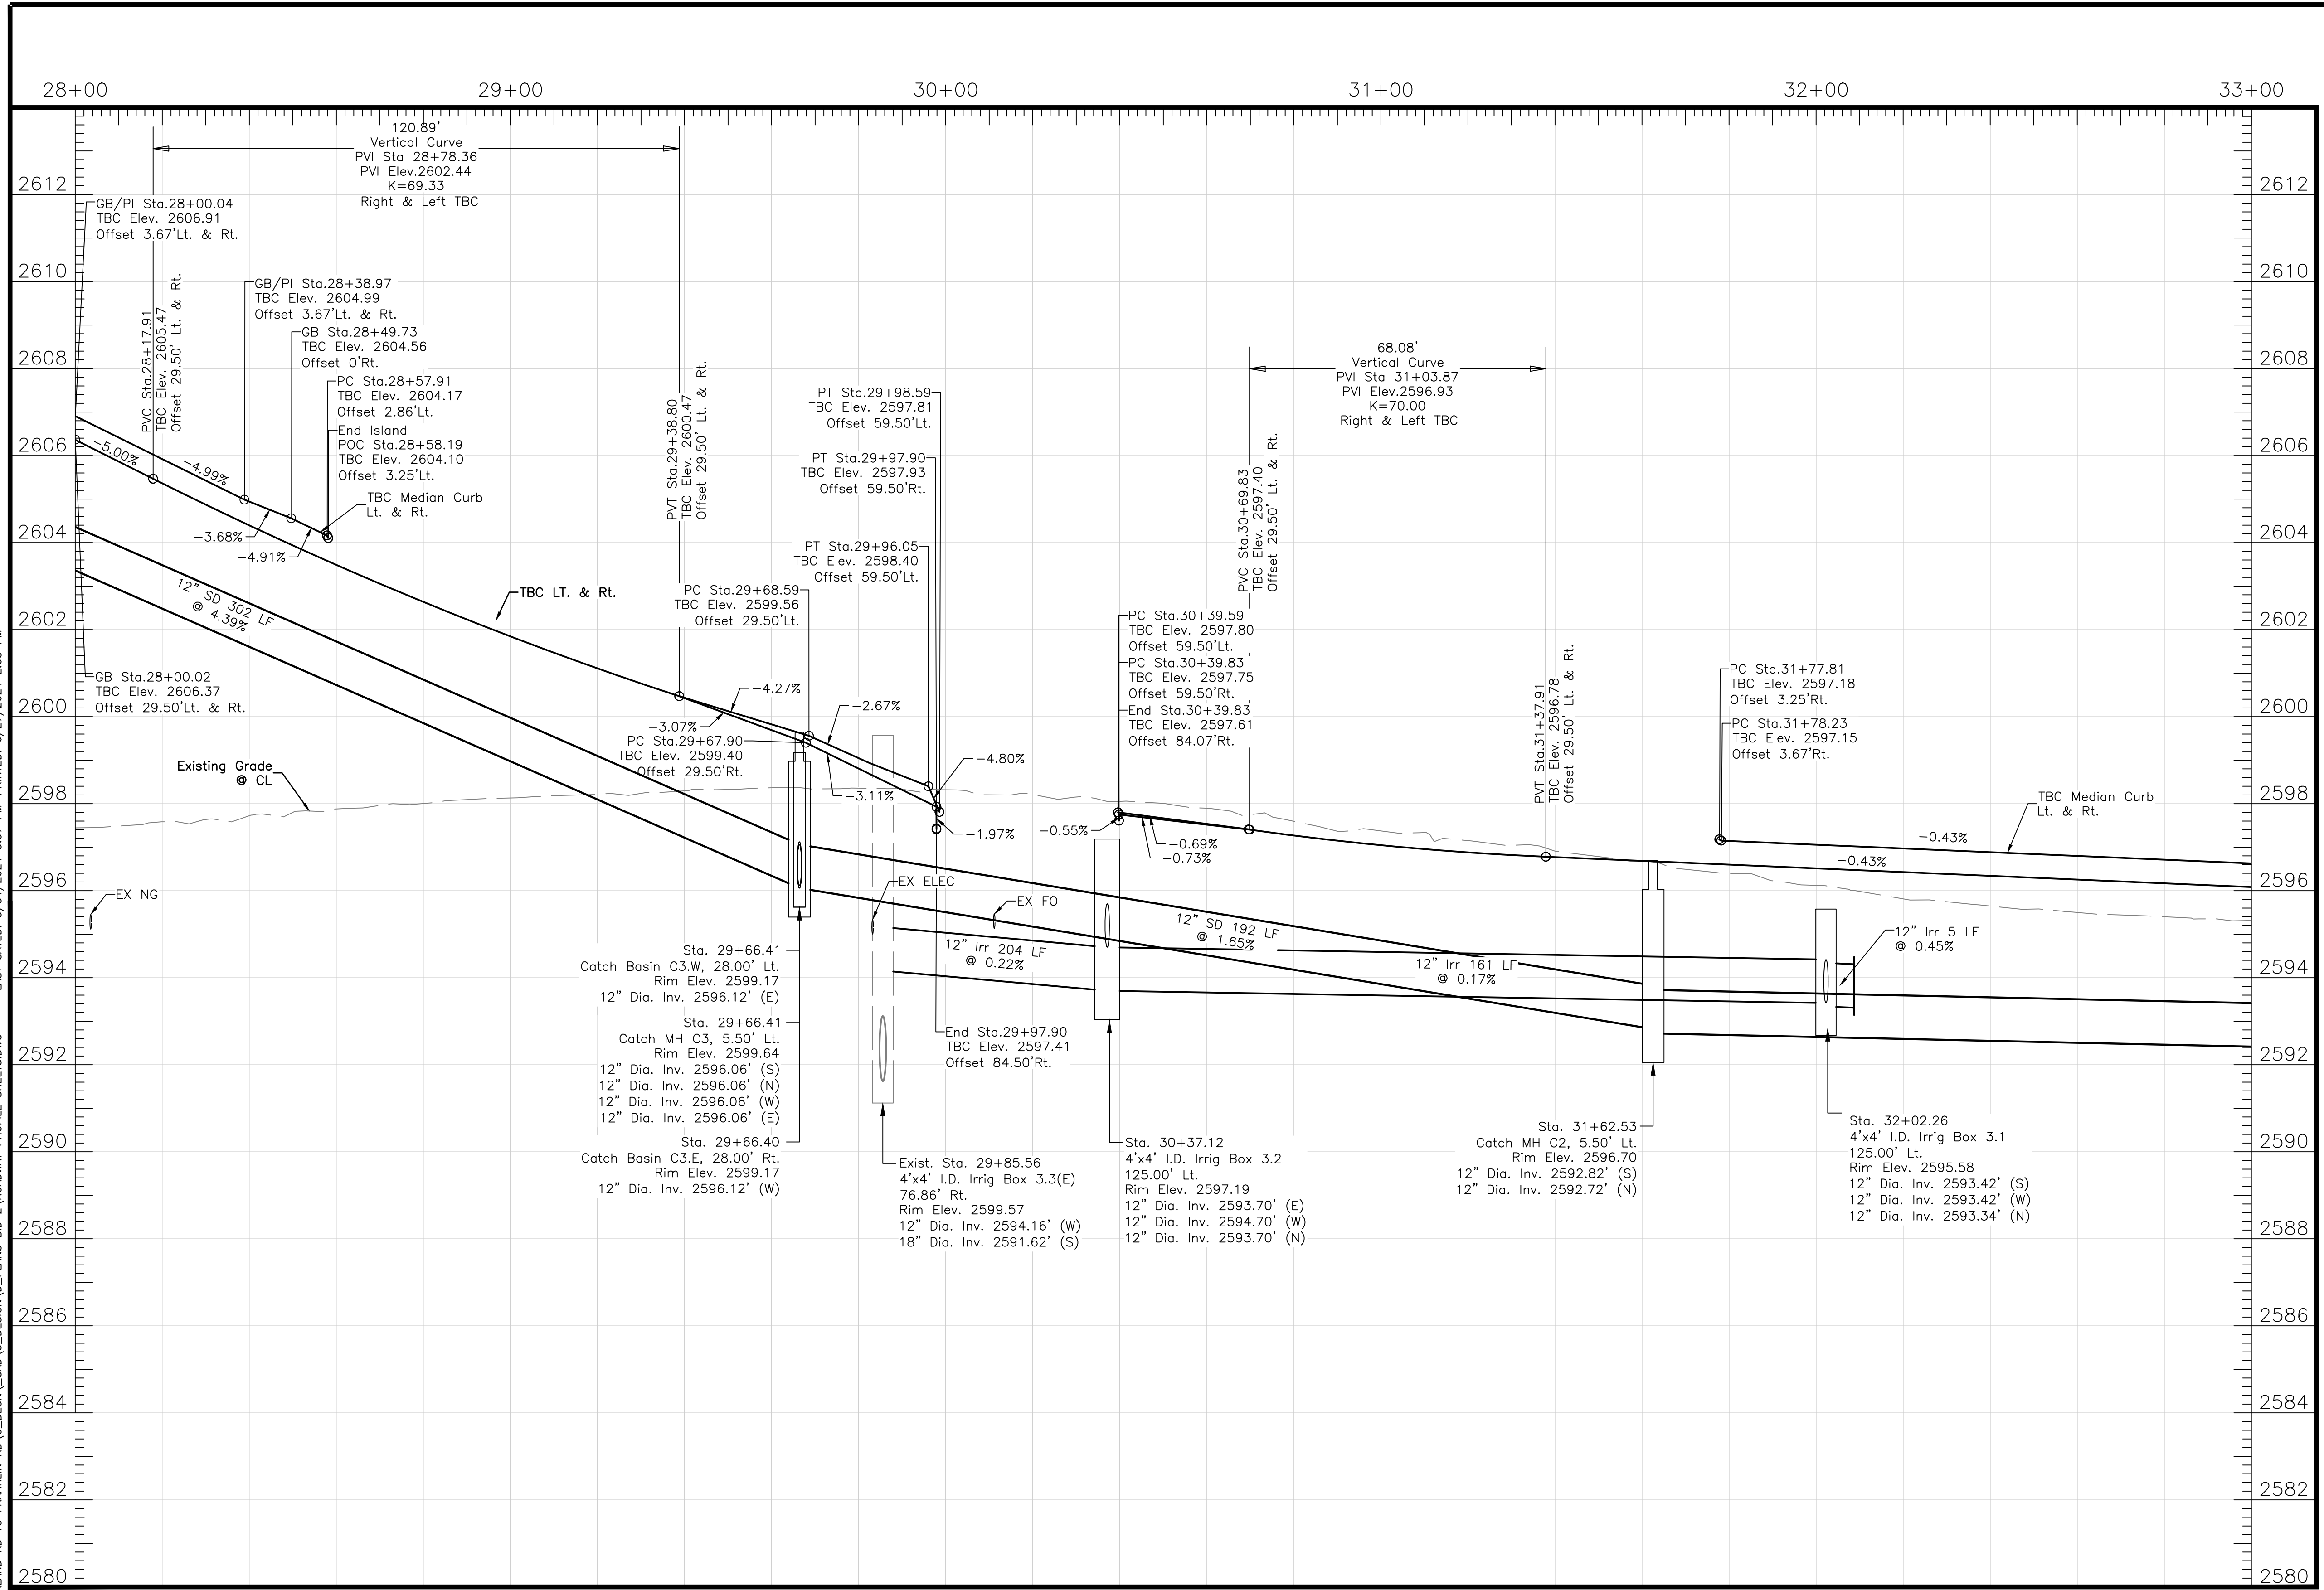 28+00 29+00 30+00 31+00 32+00 33+00
120.89'
Vertical Curve
PVI Sta 28+78.36
PVI Elev.2602.44
K=69.33
Right & Left TBC
2612
2610
2608
2606
2604
2602
2600
2598
2596
2594
2592
2590
2588
2586
2584
2582
2580
GB/PI Sta.28+00.04
TBC Elev. 2606.91
Offset 3.67'Lt. & Rt.
PVC Sta.28+17.91
TBC Elev. 2605.47
Offset 29.50' Lt. & Rt.
GB/PI Sta.28+38.97
TBC Elev. 2604.99
Offset 3.67'Lt. & Rt.
GB Sta.28+49.73
TBC Elev. 2604.56
Offset 0'Rt.
PC Sta.28+57.91
TBC Elev. 2604.17
Offset 2.86'Lt.
End Island
POC Sta.28+58.19
TBC Elev. 2604.10
Offset 3.25'Lt.
TBC Median Curb
Lt. & Rt.
-5.00%
-4.99%
-3.68%
-4.91%
12" SD 302 LF
@ 4.39%
TBC LT. & Rt.
GB Sta.28+00.02
TBC Elev. 2606.37
Offset 29.50'Lt. & Rt.
Existing Grade
@ CL
EX NG
PVT Sta.29+38.80
TBC Elev. 2600.47
Offset 29.50' Lt. & Rt.
PT Sta.29+98.59
TBC Elev. 2597.81
Offset 59.50'Lt.
PT Sta.29+97.90
TBC Elev. 2597.93
Offset 59.50'Rt.
PT Sta.29+96.05
TBC Elev. 2598.40
Offset 59.50'Lt.
PC Sta.29+68.59
TBC Elev. 2599.56
Offset 29.50'Lt.
-4.27%
-2.67%
-3.07%
PC Sta.29+67.90
TBC Elev. 2599.40
Offset 29.50'Rt.
-4.80%
-3.11%
-1.97%
EX ELEC
EX FO
12" Irr 204 LF
@ 0.22%
Sta. 29+66.41
Catch Basin C3.W, 28.00' Lt.
Rim Elev. 2599.17
12" Dia. Inv. 2596.12' (E)
Sta. 29+66.41
Catch MH C3, 5.50' Lt.
Rim Elev. 2599.64
12" Dia. Inv. 2596.06' (S)
12" Dia. Inv. 2596.06' (N)
12" Dia. Inv. 2596.06' (W)
12" Dia. Inv. 2596.06' (E)
Sta. 29+66.40
Catch Basin C3.E, 28.00' Rt.
Rim Elev. 2599.17
12" Dia. Inv. 2596.12' (W)
Exist. Sta. 29+85.56
4'x4' I.D. Irrig Box 3.3(E)
76.86' Rt.
Rim Elev. 2599.57
12" Dia. Inv. 2594.16' (W)
18" Dia. Inv. 2591.62' (S)
End Sta.29+97.90
TBC Elev. 2597.41
Offset 84.50'Rt.
68.08'
Vertical Curve
PVI Sta 31+03.87
PVI Elev.2596.93
K=70.00
Right & Left TBC
PVC Sta.30+69.83
TBC Elev. 2597.40
Offset 29.50' Lt. & Rt.
PC Sta.30+39.59
TBC Elev. 2597.80
Offset 59.50'Lt.
PC Sta.30+39.83
TBC Elev. 2597.75
Offset 59.50'Rt.
End Sta.30+39.83
TBC Elev. 2597.61
Offset 84.07'Rt.
-0.55%
-0.69%
-0.73%
12" SD 192 LF
@ 1.65%
12" Irr 161 LF
@ 0.17%
Sta. 30+37.12
4'x4' I.D. Irrig Box 3.2
125.00' Lt.
Rim Elev. 2597.19
12" Dia. Inv. 2593.70' (E)
12" Dia. Inv. 2594.70' (W)
12" Dia. Inv. 2593.70' (N)
PVT Sta.31+37.91
TBC Elev. 2596.78
Offset 29.50' Lt. & Rt.
PC Sta.31+77.81
TBC Elev. 2597.18
Offset 3.25'Rt.
PC Sta.31+78.23
TBC Elev. 2597.15
Offset 3.67'Rt.
TBC Median Curb
Lt. & Rt.
-0.43%
-0.43%
12" Irr 5 LF
@ 0.45%
Sta. 31+62.53
Catch MH C2, 5.50' Lt.
Rim Elev. 2596.70
12" Dia. Inv. 2592.82' (S)
12" Dia. Inv. 2592.72' (N)
Sta. 32+02.26
4'x4' I.D. Irrig Box 3.1
125.00' Lt.
Rim Elev. 2595.58
12" Dia. Inv. 2593.42' (S)
12" Dia. Inv. 2593.42' (W)
12" Dia. Inv. 2593.34' (N)
2612
2610
2608
2606
2604
2602
2600
2598
2596
2594
2592
2590
2588
2586
2584
2582
2580